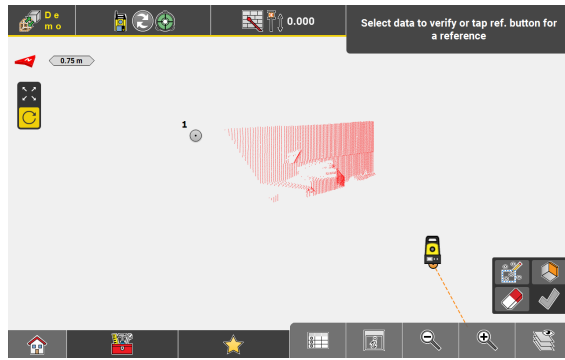 De
mo
0.000
Select data to verify or tap ref. button for
a reference
0.75 m
1